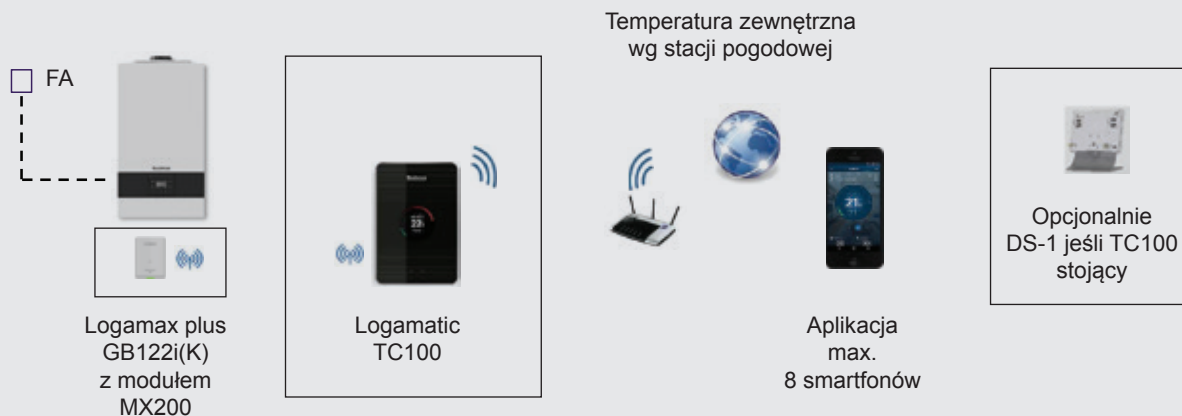 Temperatura zewnętrzna
wg stacji pogodowej
FA
Opcjonalnie
DS-1 jeśli TC100
stojący
Logamax plus
GB122i(K)
z modułem
MX200
Logamatic
TC100
Aplikacja
max.
8 smartfonów